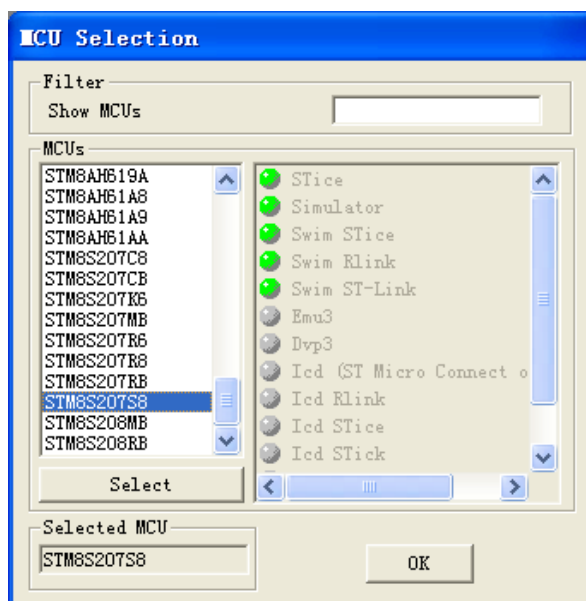 MCU Selection
Filter
Show MCUs
MCUs
STM8AH619A
STM8AH61A8
STM8AH61A9
STM8AH61AA
STM8S207C8
STM8S207CB
STM8S207K6
STM8S207MB
STM8S207R6
STM8S207R8
STM8S207RB
STM8S207S8
STM8S208MB
STM8S208RB
STice
Simulator
Swim STice
Swim Rlink
Swim ST-Link
Emu3
Dvp3
Icd (ST Micro Connect o
Icd Rlink
Icd STice
Icd STick
Select
Selected MCU
STM8S207S8
OK